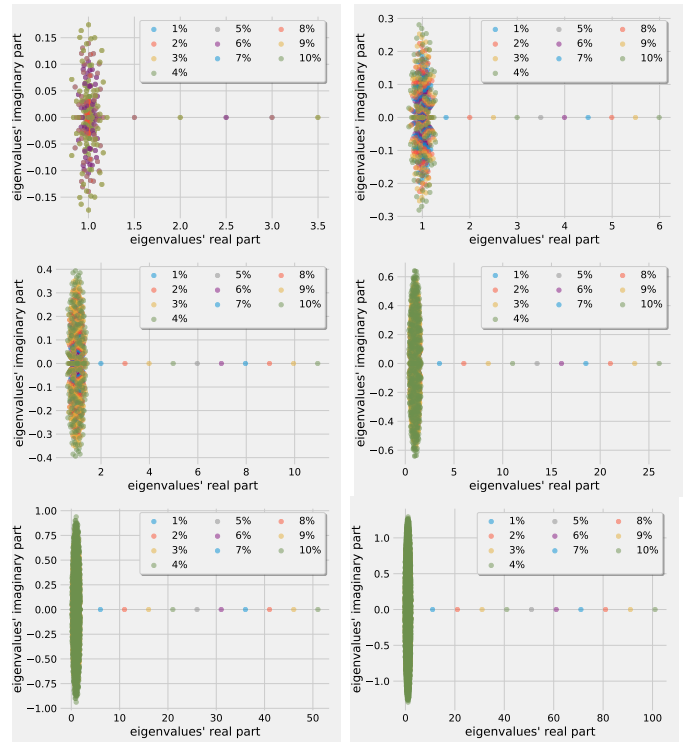 eigenvalues' imaginary part
0.15
0.10
0.05
0.00
−0.05
−0.10
−0.15
1% 5% 8%
2% 6% 9%
3% 7% 10%
4%
1.0 1.5 2.0 2.5 3.0 3.5
eigenvalues' real part
eigenvalues' imaginary part
0.3
0.2
0.1
0.0
−0.1
−0.2
−0.3
1% 5% 8%
2% 6% 9%
3% 7% 10%
4%
1 2 3 4 5 6
eigenvalues' real part
eigenvalues' imaginary part
0.4
0.3
0.2
0.1
0.0
−0.1
−0.2
−0.3
−0.4
1% 5% 8%
2% 6% 9%
3% 7% 10%
4%
2 4 6 8 10
eigenvalues' real part
eigenvalues' imaginary part
0.6
0.4
0.2
0.0
−0.2
−0.4
−0.6
1% 5% 8%
2% 6% 9%
3% 7% 10%
4%
0 5 10 15 20 25
eigenvalues' real part
eigenvalues' imaginary part
1.00
0.75
0.50
0.25
0.00
−0.25
−0.50
−0.75
−1.00
1% 5% 8%
2% 6% 9%
3% 7% 10%
4%
0 10 20 30 40 50
eigenvalues' real part
eigenvalues' imaginary part
1.0
0.5
0.0
−0.5
−1.0
1% 5% 8%
2% 6% 9%
3% 7% 10%
4%
0 20 40 60 80 100
eigenvalues' real part